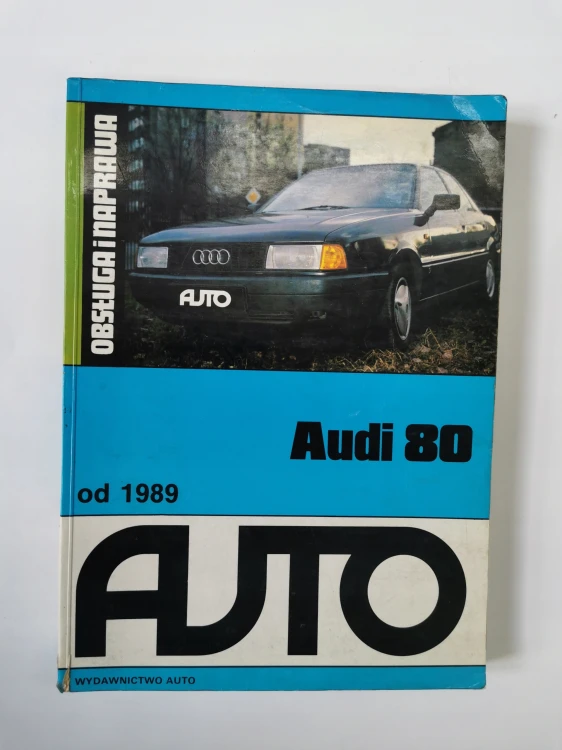 OBSŁUGA i NAPRAWA
AUTO
Audi 80
od 1989
AUTO
WYDAWNICTWO AUTO